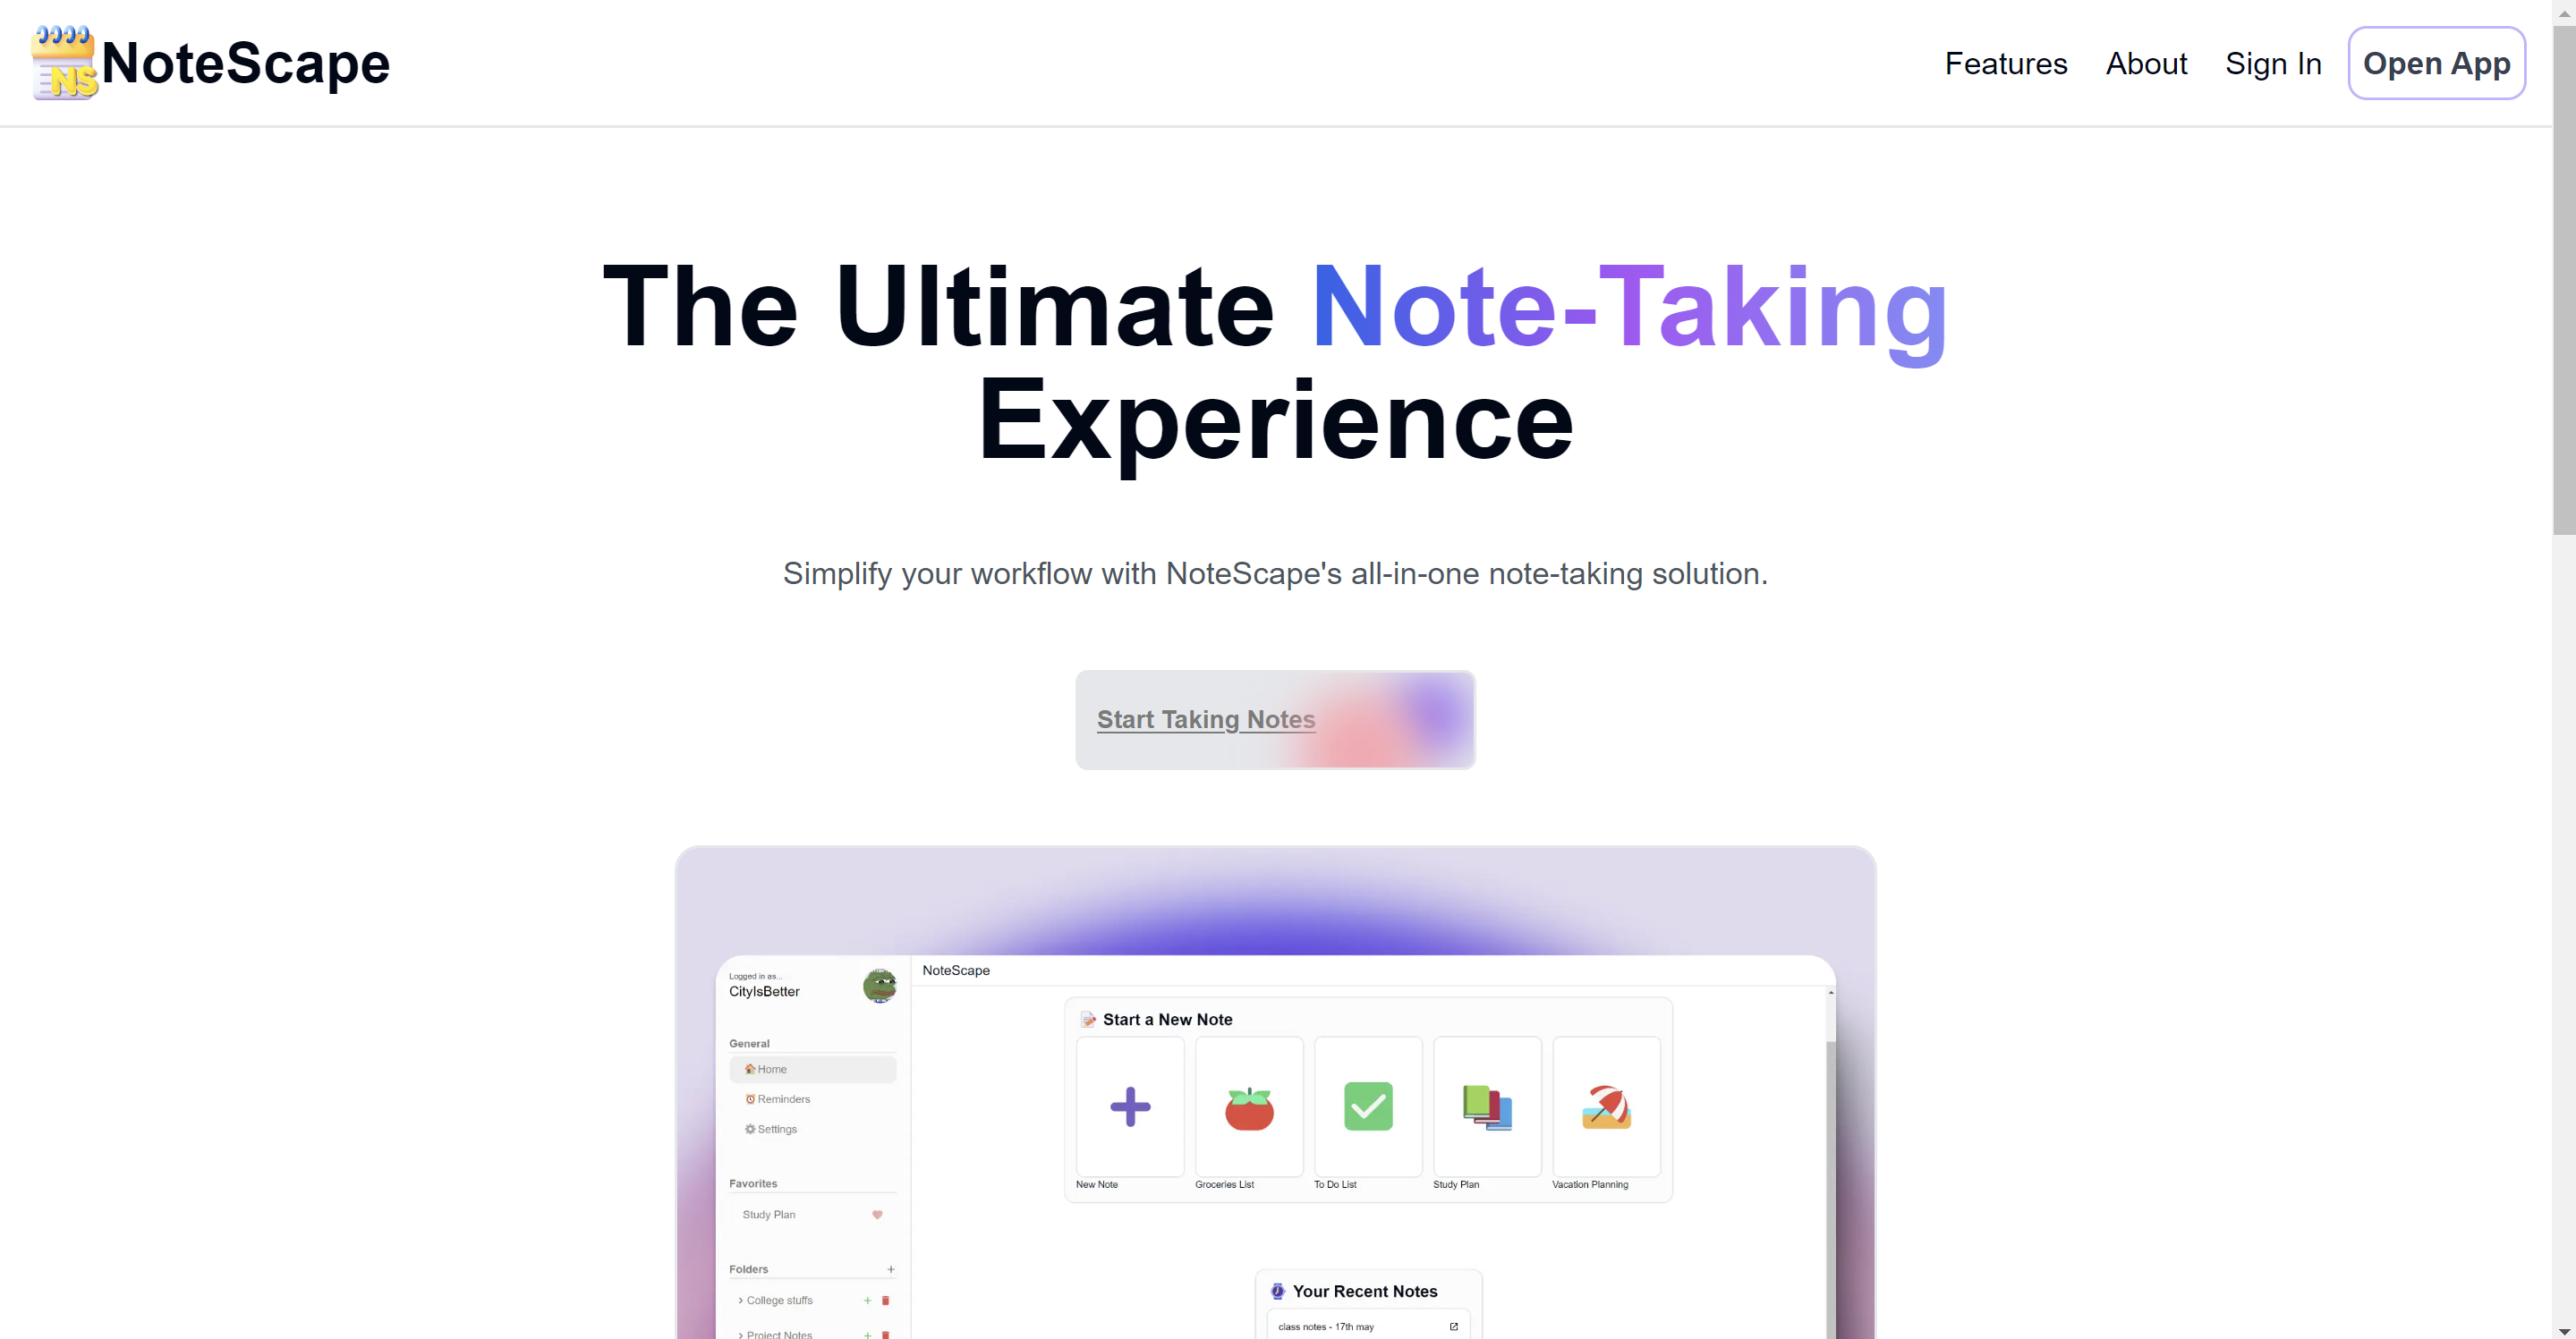 NS
NoteScape
Features
About
Sign In
Open App
The Ultimate Note-Taking
Experience
Simplify your workflow with NoteScape's all-in-one note-taking solution.
Start Taking Notes
Logged in as...
CityIsBetter
NoteScape
General
Home
Reminders
Settings
Favorites
Study Plan
Folders
+
College stuffs
+
Project Notes
+
Start a New Note
New Note
Groceries List
To Do List
Study Plan
Vacation Planning
Your Recent Notes
class notes - 17th may